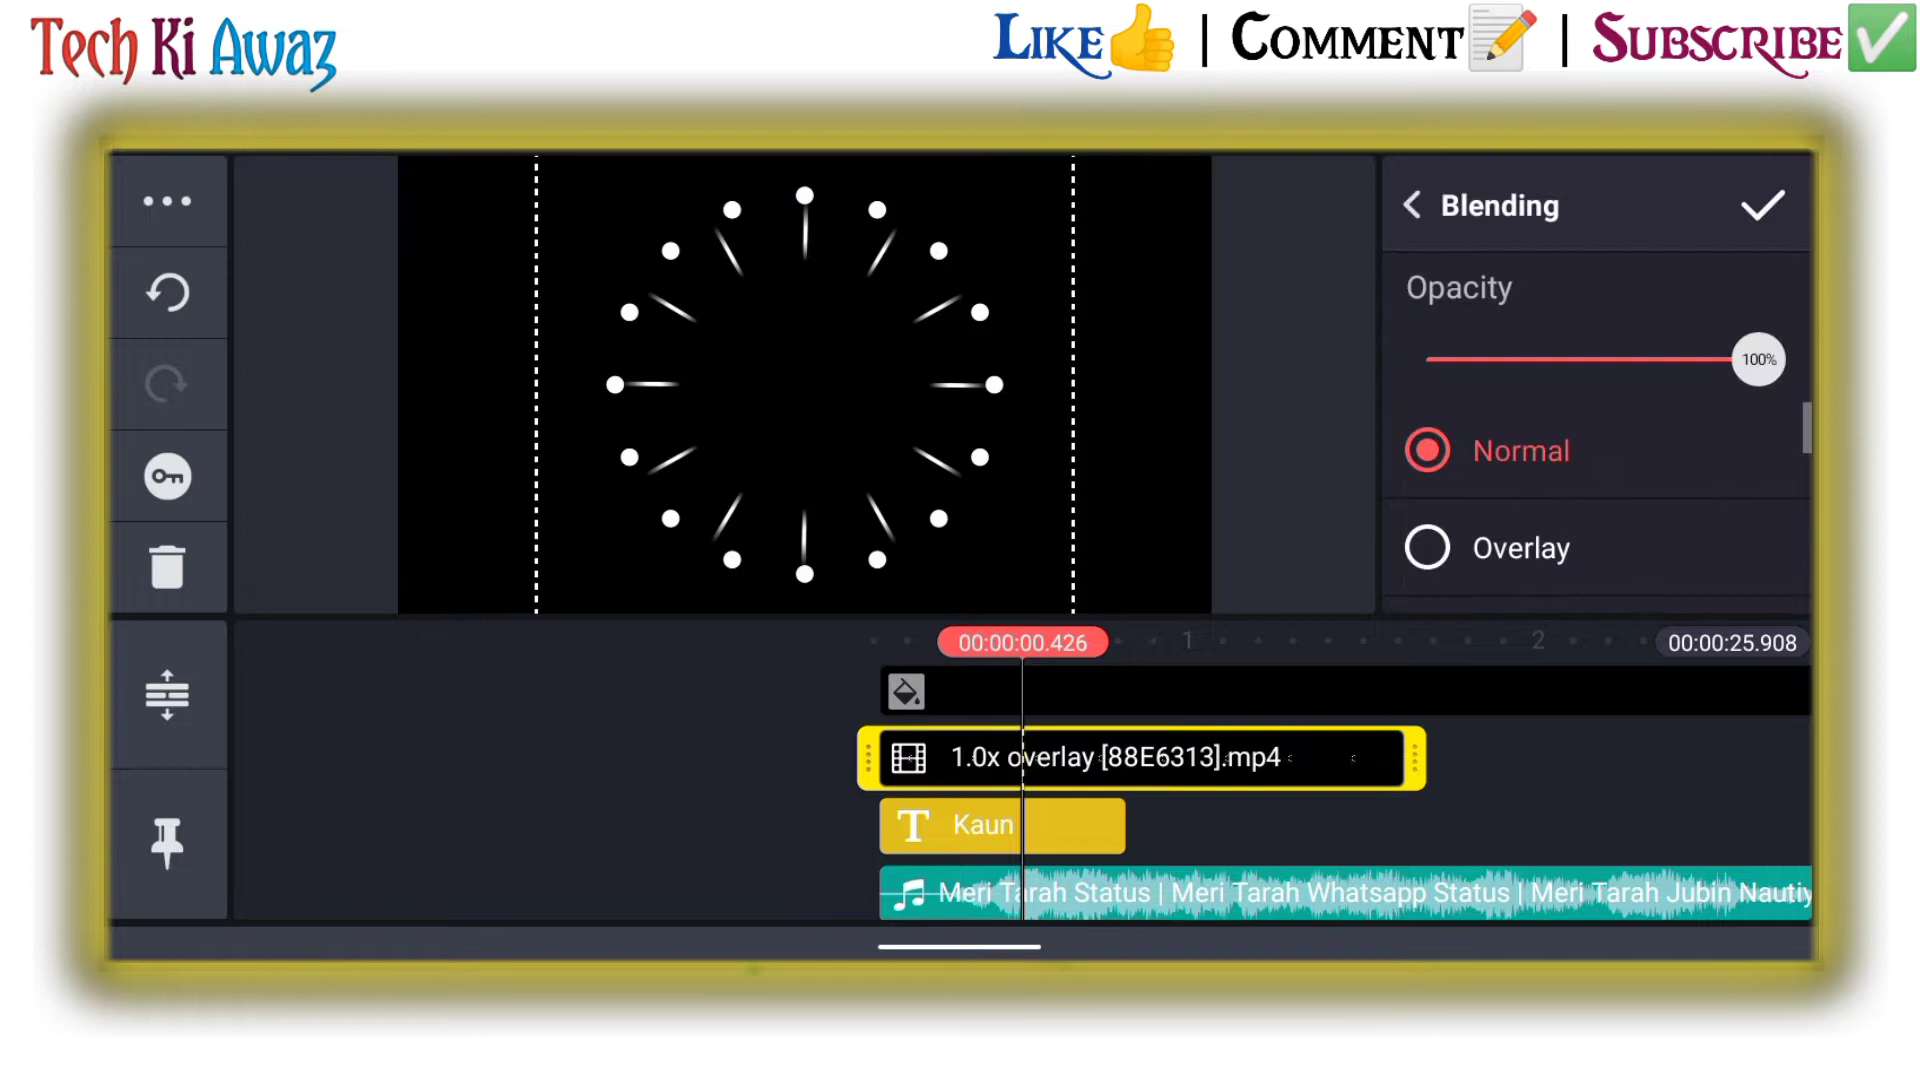 Tech Ki Awaz
LIKE | COMMENT | SUBSCRIBE
Blending
Opacity
100%
Normal
Overlay
00:00:00.426
1
2
00:00:25.908
1.0x overlay [88E6313].mp4
T Kaun
Meri Tarah Status | Meri Tarah Whatsapp Status | Meri Tarah Jubin Nautiy